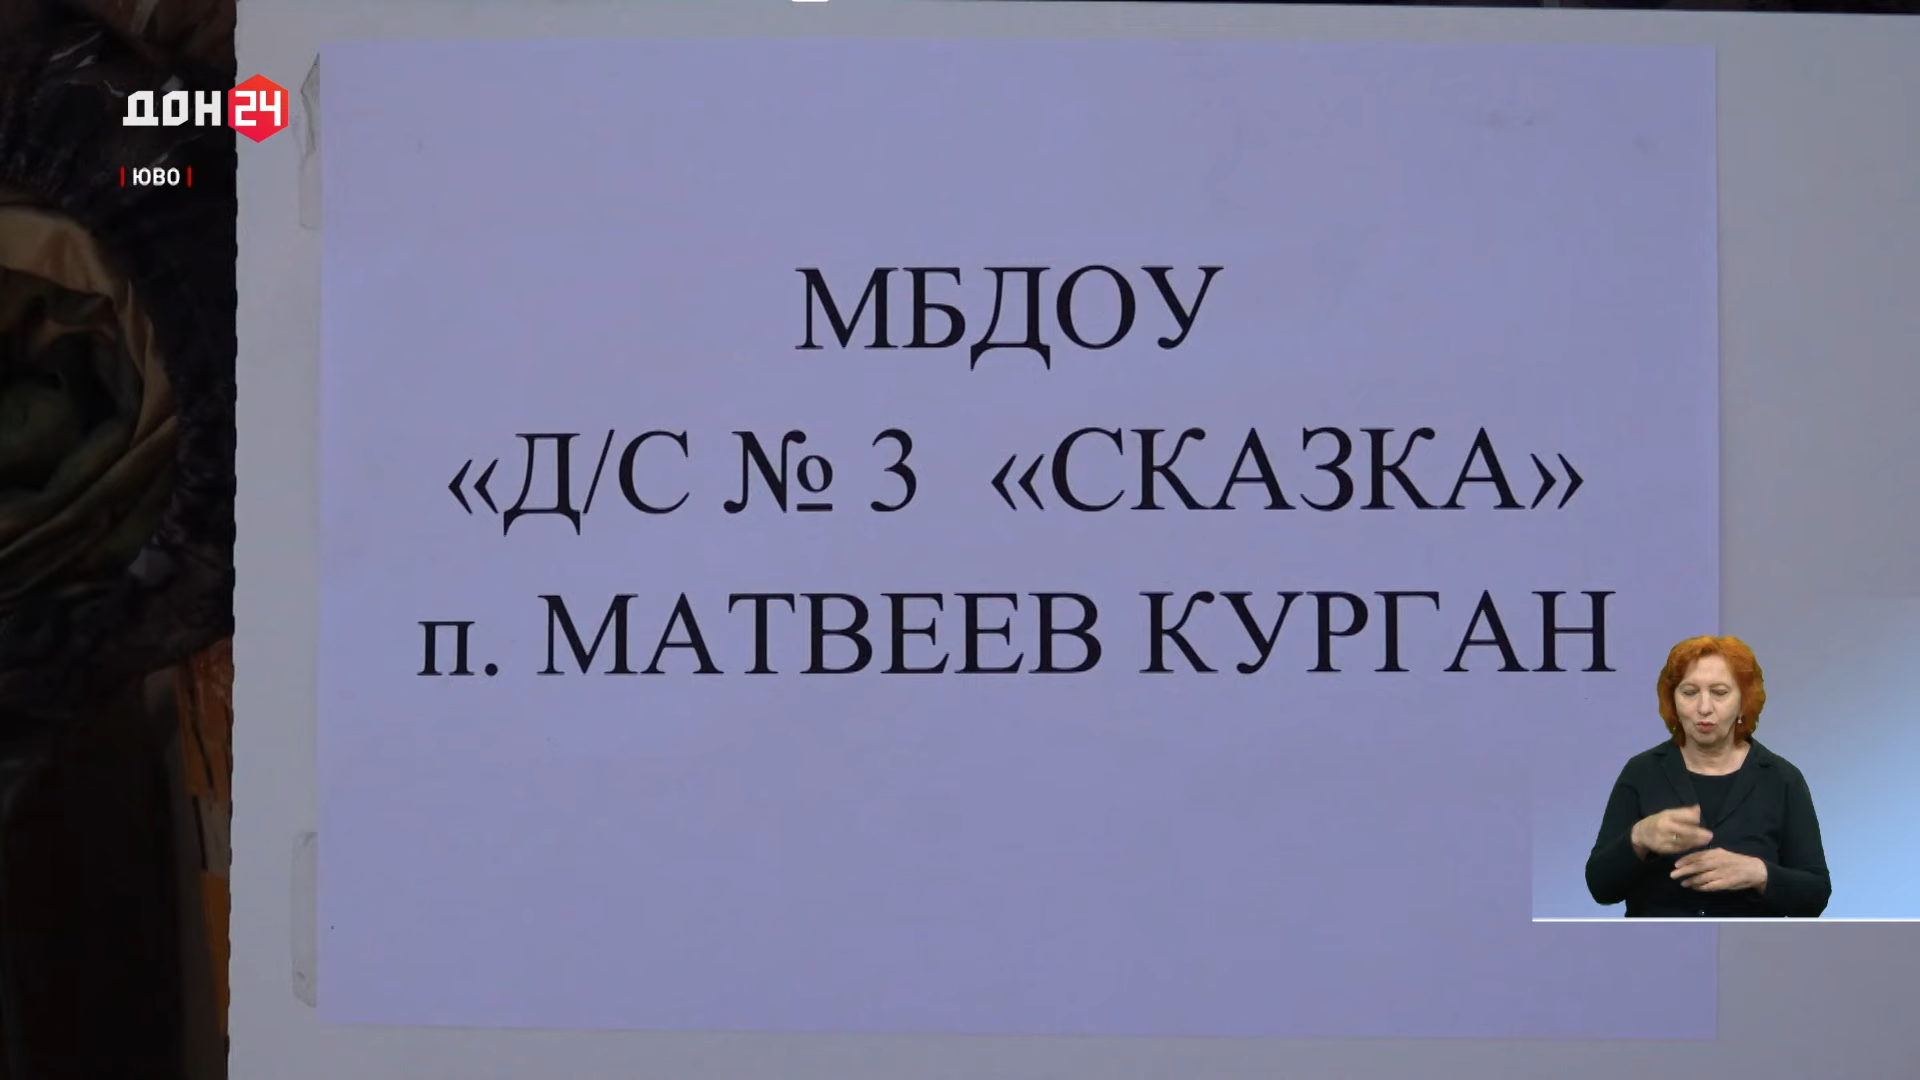 ДОН 24
ЮВО
МБДОУ
«Д/С № 3 «СКАЗКА»
п. МАТВЕЕВ КУРГАН